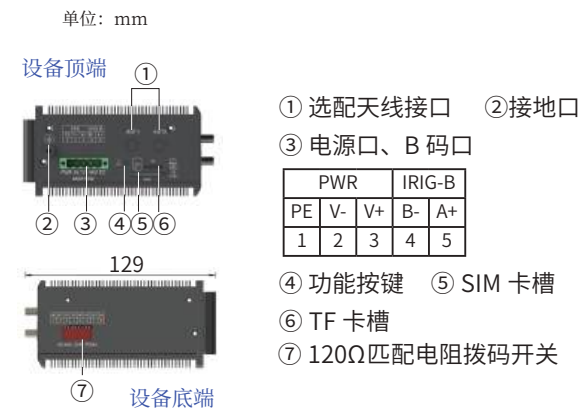 单位：mm
设备顶端
①
② ③ ④ ⑤ ⑥
① 选配天线接口 ②接地口
③ 电源口、B 码口
PWR IRIG-B
PE V- V+ B- A+
1 2 3 4 5
④ 功能按键 ⑤ SIM 卡槽
⑥ TF 卡槽
⑦ 120Ω匹配电阻拨码开关
129
⑦
设备底端